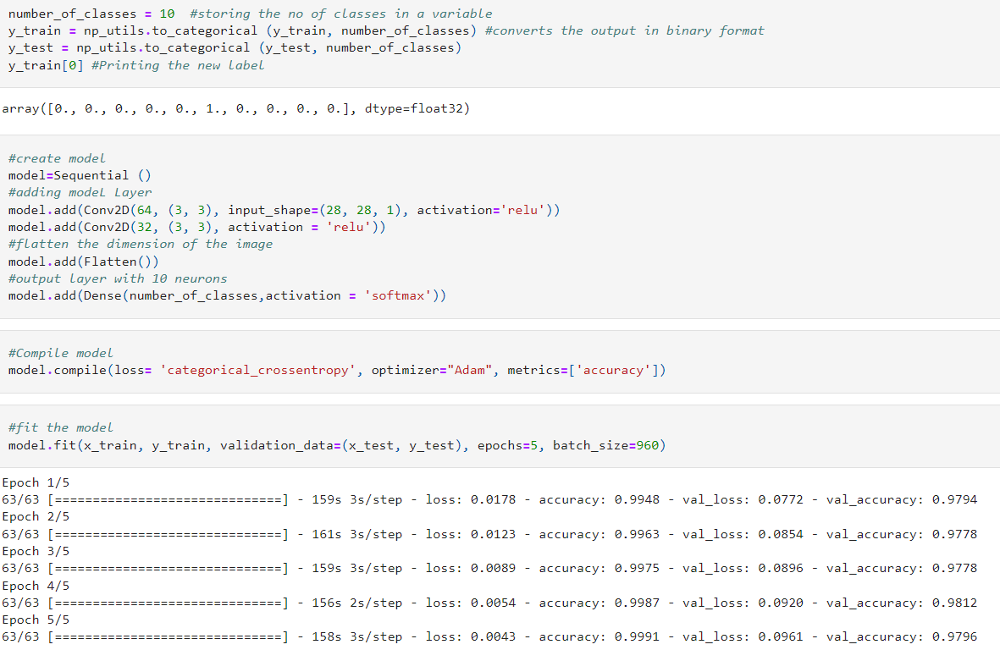 number_of_classes = 10  #storing the no of classes in a variable
y_train = np_utils.to_categorical (y_train, number_of_classes) #converts the output in binary format
y_test = np_utils.to_categorical (y_test, number_of_classes)
y_train[0] #Printing the new label
array([0., 0., 0., 0., 0., 1., 0., 0., 0., 0.], dtype=float32)
#create model
model=Sequential ()
#adding modeL Layer
model.add(Conv2D(64, (3, 3), input_shape=(28, 28, 1), activation='relu'))
model.add(Conv2D(32, (3, 3), activation = 'relu'))
#flatten the dimension of the image
model.add(Flatten())
#output layer with 10 neurons
model.add(Dense(number_of_classes,activation = 'softmax'))
#CompiLe model
model.compile(loss= 'categorical_crossentropy', optimizer="Adam", metrics=['accuracy'])
#fit the model
model.fit(x_train, y_train, validation_data=(x_test, y_test), epochs=5, batch_size=960)
Epoch 1/5
63/63 [==============================] - 159s 3s/step - loss: 0.0178 - accuracy: 0.9948 - val_loss: 0.0772 - val_accuracy: 0.9794
Epoch 2/5
63/63 [==============================] - 161s 3s/step - loss: 0.0123 - accuracy: 0.9963 - val_loss: 0.0854 - val_accuracy: 0.9778
Epoch 3/5
63/63 [==============================] - 159s 3s/step - loss: 0.0089 - accuracy: 0.9975 - val_loss: 0.0896 - val_accuracy: 0.9778
Epoch 4/5
63/63 [==============================] - 156s 2s/step - loss: 0.0054 - accuracy: 0.9987 - val_loss: 0.0920 - val_accuracy: 0.9812
Epoch 5/5
63/63 [==============================] - 158s 3s/step - loss: 0.0043 - accuracy: 0.9991 - val_loss: 0.0961 - val_accuracy: 0.9796